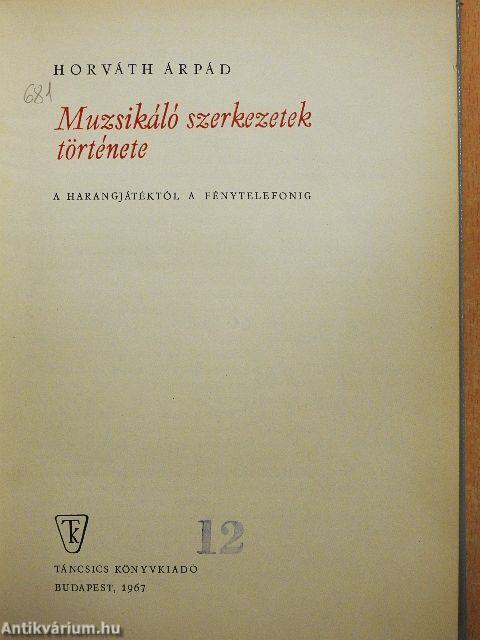 HORVÁTH ÁRPÁD
681
Muzsikáló szerkezetek
története
A HARANGJÁTÉKTÓL A FÉNYTELEFONIG
Tk
12
TÁNCSICS KÖNYVKIADÓ
BUDAPEST, 1967
Antikvárium.hu